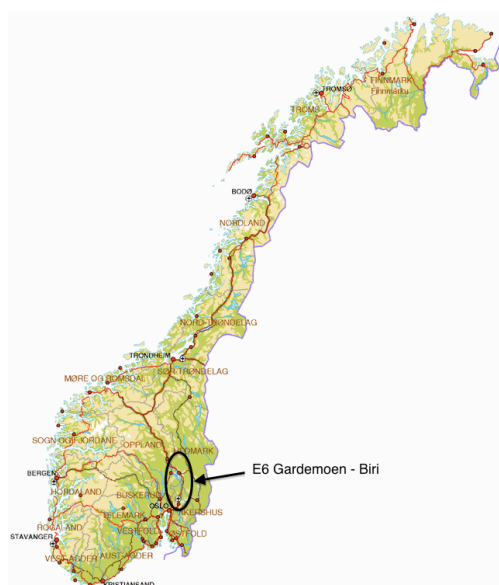 FINNMARK
Finnmárku
TROMSØ
TROMS
BODØ
NORDLAND
NORD-TRØNDELAG
TRONDHEIM
SØR-TRØNDELAG
MØRE OG ROMSDAL
SOGN OG FJORDANE
OPPLAND
HEDMARK
E6 Gardemoen - Biri
BERGEN
HORDALAND
BUSKERUD
OSLO
AKERSHUS
TELEMARK
ROGALAND
VESTFOLD
ØSTFOLD
STAVANGER
AUST-AGDER
VEST-AGDER
KRISTIANSAND